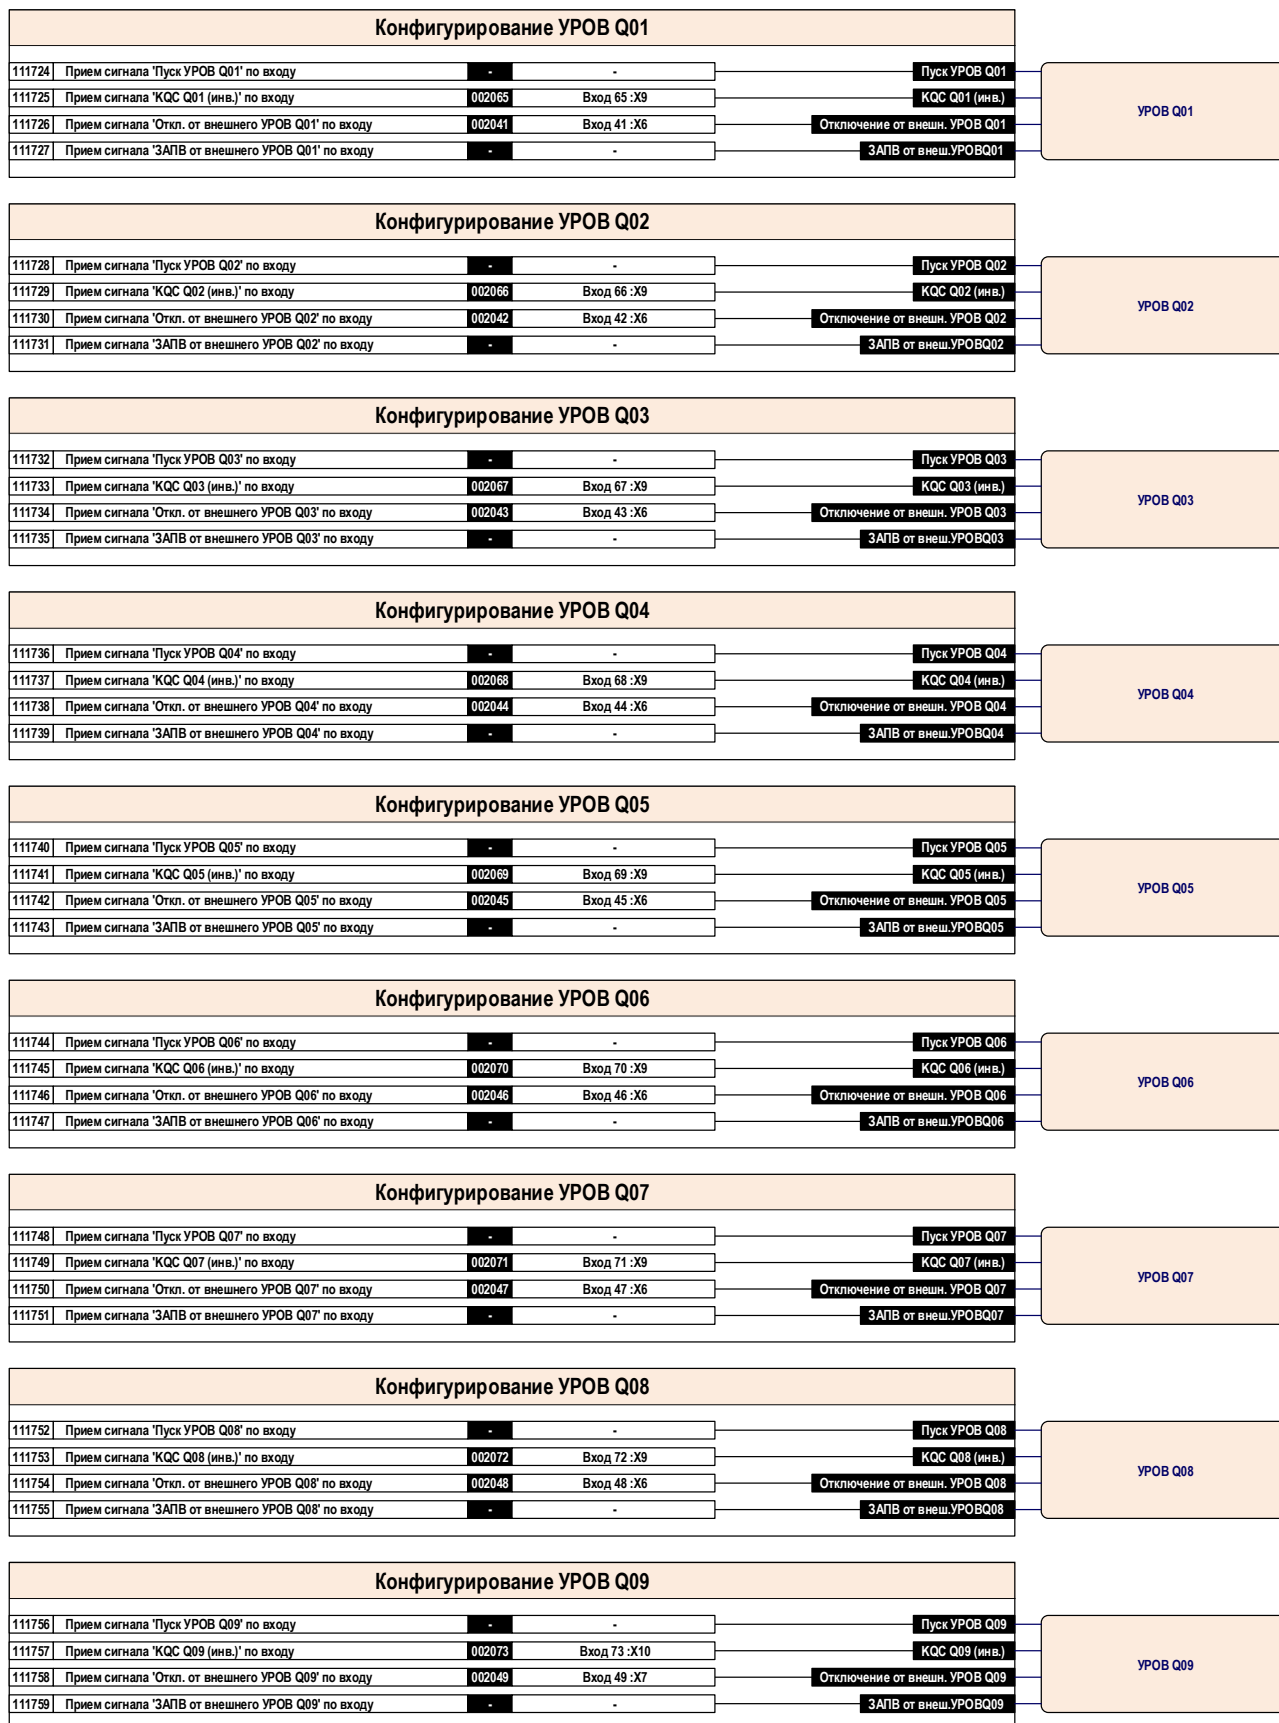 Конфигурирование УРОВ Q01
111724 Прием сигнала 'Пуск УРОВ Q01' по входу - - Пуск УРОВ Q01
111725 Прием сигнала 'KQC Q01 (инв.)' по входу 002065 Вход 65 :X9 KQC Q01 (инв.)
УРОВ Q01
111726 Прием сигнала 'Откл. от внешнего УРОВ Q01' по входу 002041 Вход 41 :X6 Отключение от внешн. УРОВ Q01
111727 Прием сигнала 'ЗАПВ от внешнего УРОВ Q01' по входу - - ЗАПВ от внеш.УРОВQ01
Конфигурирование УРОВ Q02
111728 Прием сигнала 'Пуск УРОВ Q02' по входу - - Пуск УРОВ Q02
111729 Прием сигнала 'KQC Q02 (инв.)' по входу 002066 Вход 66 :X9 KQC Q02 (инв.)
УРОВ Q02
111730 Прием сигнала 'Откл. от внешнего УРОВ Q02' по входу 002042 Вход 42 :X6 Отключение от внешн. УРОВ Q02
111731 Прием сигнала 'ЗАПВ от внешнего УРОВ Q02' по входу - - ЗАПВ от внеш.УРОВQ02
Конфигурирование УРОВ Q03
111732 Прием сигнала 'Пуск УРОВ Q03' по входу - - Пуск УРОВ Q03
111733 Прием сигнала 'KQC Q03 (инв.)' по входу 002067 Вход 67 :X9 KQC Q03 (инв.)
УРОВ Q03
111734 Прием сигнала 'Откл. от внешнего УРОВ Q03' по входу 002043 Вход 43 :X6 Отключение от внешн. УРОВ Q03
111735 Прием сигнала 'ЗАПВ от внешнего УРОВ Q03' по входу - - ЗАПВ от внеш.УРОВQ03
Конфигурирование УРОВ Q04
111736 Прием сигнала 'Пуск УРОВ Q04' по входу - - Пуск УРОВ Q04
111737 Прием сигнала 'KQC Q04 (инв.)' по входу 002068 Вход 68 :X9 KQC Q04 (инв.)
УРОВ Q04
111738 Прием сигнала 'Откл. от внешнего УРОВ Q04' по входу 002044 Вход 44 :X6 Отключение от внешн. УРОВ Q04
111739 Прием сигнала 'ЗАПВ от внешнего УРОВ Q04' по входу - - ЗАПВ от внеш.УРОВQ04
Конфигурирование УРОВ Q05
111740 Прием сигнала 'Пуск УРОВ Q05' по входу - - Пуск УРОВ Q05
111741 Прием сигнала 'KQC Q05 (инв.)' по входу 002069 Вход 69 :X9 KQC Q05 (инв.)
УРОВ Q05
111742 Прием сигнала 'Откл. от внешнего УРОВ Q05' по входу 002045 Вход 45 :X6 Отключение от внешн. УРОВ Q05
111743 Прием сигнала 'ЗАПВ от внешнего УРОВ Q05' по входу - - ЗАПВ от внеш.УРОВQ05
Конфигурирование УРОВ Q06
111744 Прием сигнала 'Пуск УРОВ Q06' по входу - - Пуск УРОВ Q06
111745 Прием сигнала 'KQC Q06 (инв.)' по входу 002070 Вход 70 :X9 KQC Q06 (инв.)
УРОВ Q06
111746 Прием сигнала 'Откл. от внешнего УРОВ Q06' по входу 002046 Вход 46 :X6 Отключение от внешн. УРОВ Q06
111747 Прием сигнала 'ЗАПВ от внешнего УРОВ Q06' по входу - - ЗАПВ от внеш.УРОВQ06
Конфигурирование УРОВ Q07
111748 Прием сигнала 'Пуск УРОВ Q07' по входу - - Пуск УРОВ Q07
111749 Прием сигнала 'KQC Q07 (инв.)' по входу 002071 Вход 71 :X9 KQC Q07 (инв.)
УРОВ Q07
111750 Прием сигнала 'Откл. от внешнего УРОВ Q07' по входу 002047 Вход 47 :X6 Отключение от внешн. УРОВ Q07
111751 Прием сигнала 'ЗАПВ от внешнего УРОВ Q07' по входу - - ЗАПВ от внеш.УРОВQ07
Конфигурирование УРОВ Q08
111752 Прием сигнала 'Пуск УРОВ Q08' по входу - - Пуск УРОВ Q08
111753 Прием сигнала 'KQC Q08 (инв.)' по входу 002072 Вход 72 :X9 KQC Q08 (инв.)
УРОВ Q08
111754 Прием сигнала 'Откл. от внешнего УРОВ Q08' по входу 002048 Вход 48 :X6 Отключение от внешн. УРОВ Q08
111755 Прием сигнала 'ЗАПВ от внешнего УРОВ Q08' по входу - - ЗАПВ от внеш.УРОВQ08
Конфигурирование УРОВ Q09
111756 Прием сигнала 'Пуск УРОВ Q09' по входу - - Пуск УРОВ Q09
111757 Прием сигнала 'KQC Q09 (инв.)' по входу 002073 Вход 73 :X10 KQC Q09 (инв.)
УРОВ Q09
111758 Прием сигнала 'Откл. от внешнего УРОВ Q09' по входу 002049 Вход 49 :X7 Отключение от внешн. УРОВ Q09
111759 Прием сигнала 'ЗАПВ от внешнего УРОВ Q09' по входу - - ЗАПВ от внеш.УРОВQ09